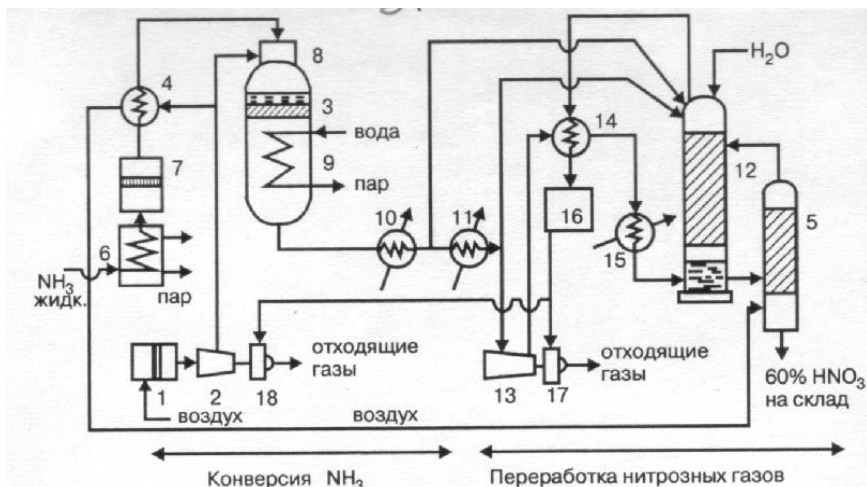 4
8
H₂O
3
14
вода
7
9
12
пар
10
11
16
5
6
15
NH₃
жидк.
пар
отходящие
газы
отходящие
газы
60% HNO₃
на склад
1
2
18
13
17
воздух
воздух
Конверсия NH₃
Переработка нитрозных газов